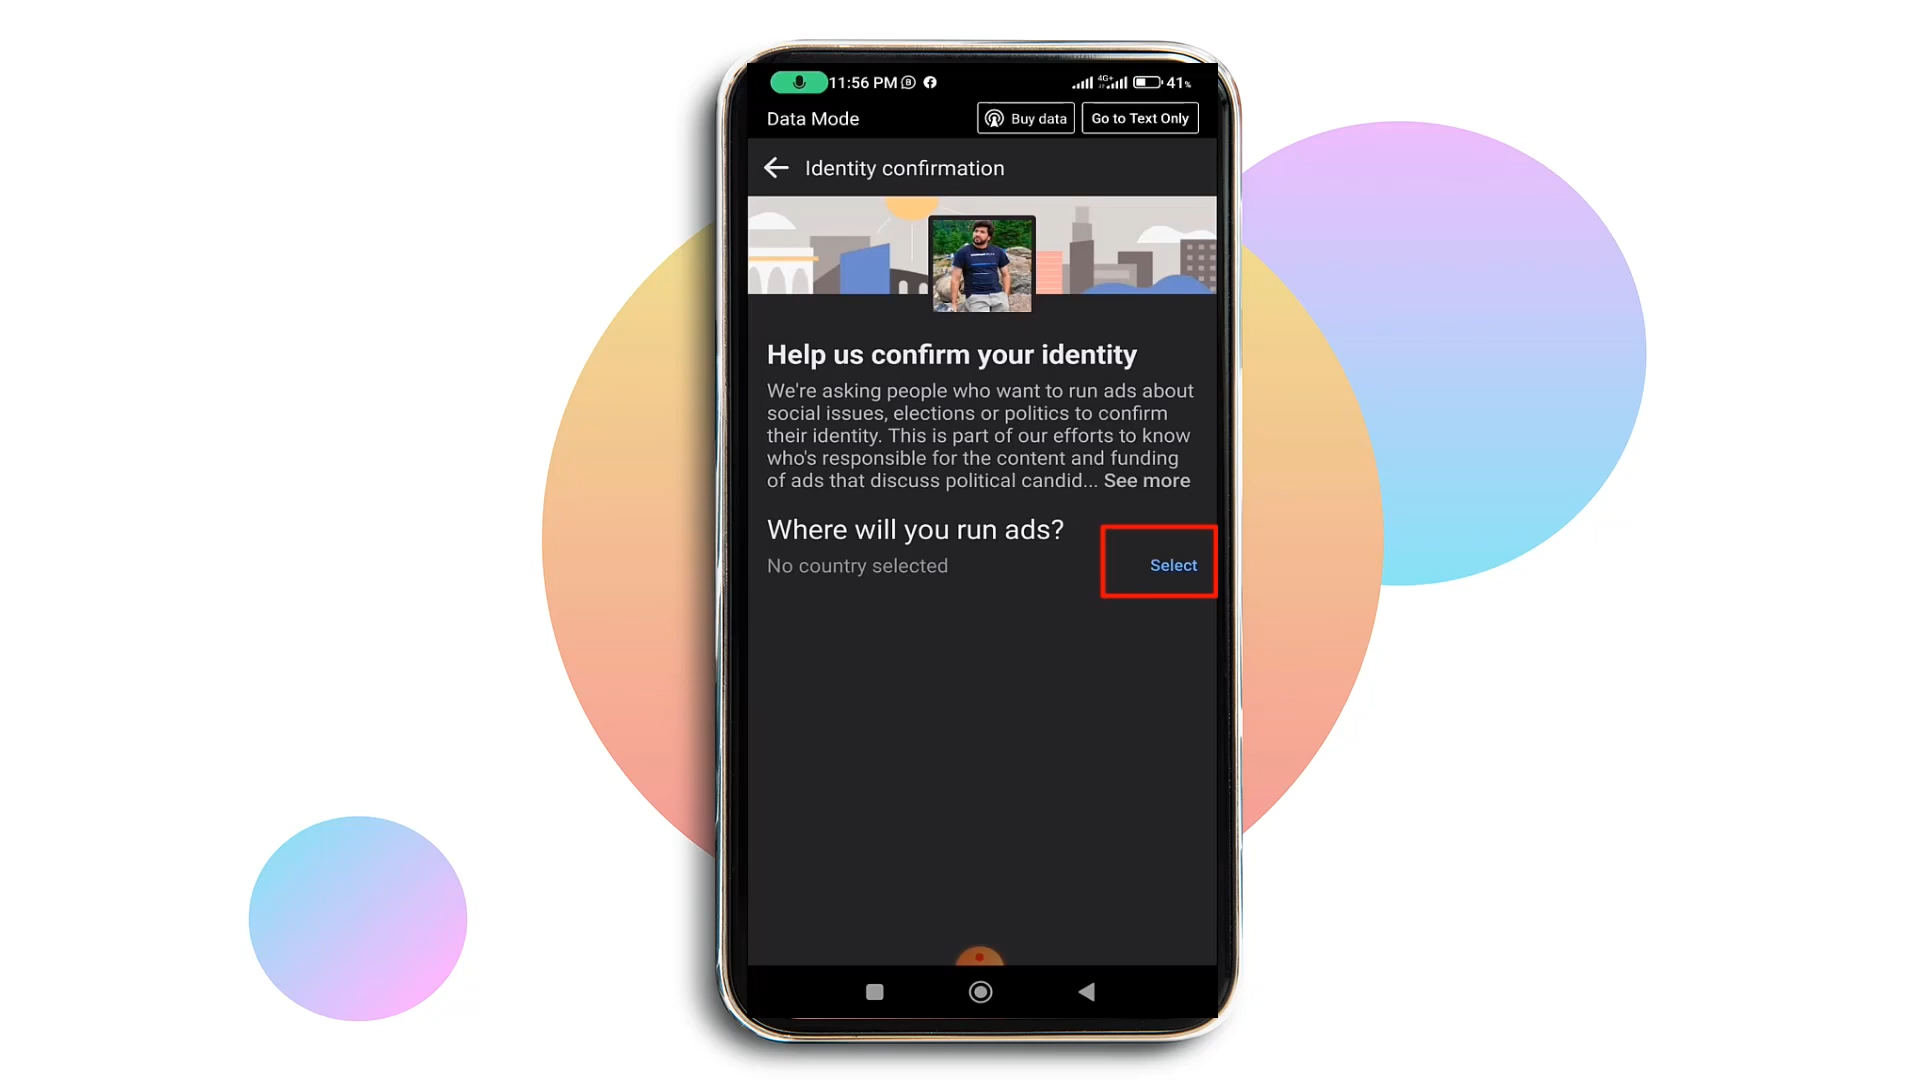 11:56 PM 4G+ 41%
Data Mode Buy data Go to Text Only
Identity confirmation
Help us confirm your identity
We're asking people who want to run ads about
social issues, elections or politics to confirm
their identity. This is part of our efforts to know
who's responsible for the content and funding
of ads that discuss political candid... See more
Where will you run ads?
No country selected Select